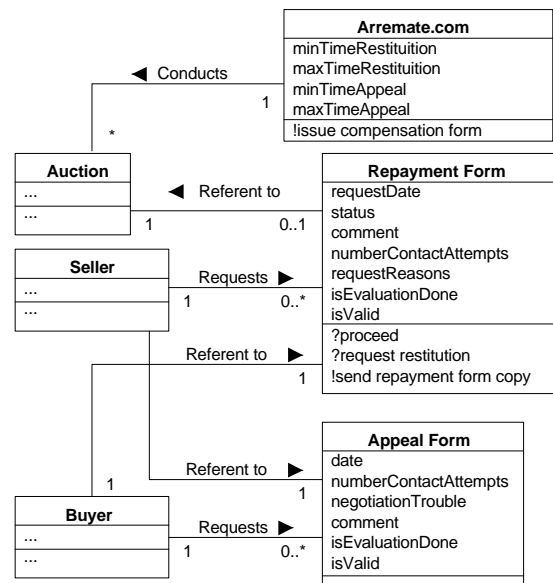 Arremate.com
minTimeRestituition
maxTimeRestituition
minTimeAppeal
maxTimeAppeal
!issue compensation form
◄ Conducts
1
*
Auction
...
...
◄ Referent to
1
0..1
Repayment Form
requestDate
status
comment
numberContactAttempts
requestReasons
isEvaluationDone
isValid
?proceed
?request restitution
!send repayment form copy
Seller
...
...
Requests ►
1
0..*
Referent to ►
1
1
Referent to ►
1
Appeal Form
date
numberContactAttempts
negotiationTrouble
comment
isEvaluationDone
isValid
Buyer
...
...
Requests ►
1
0..*